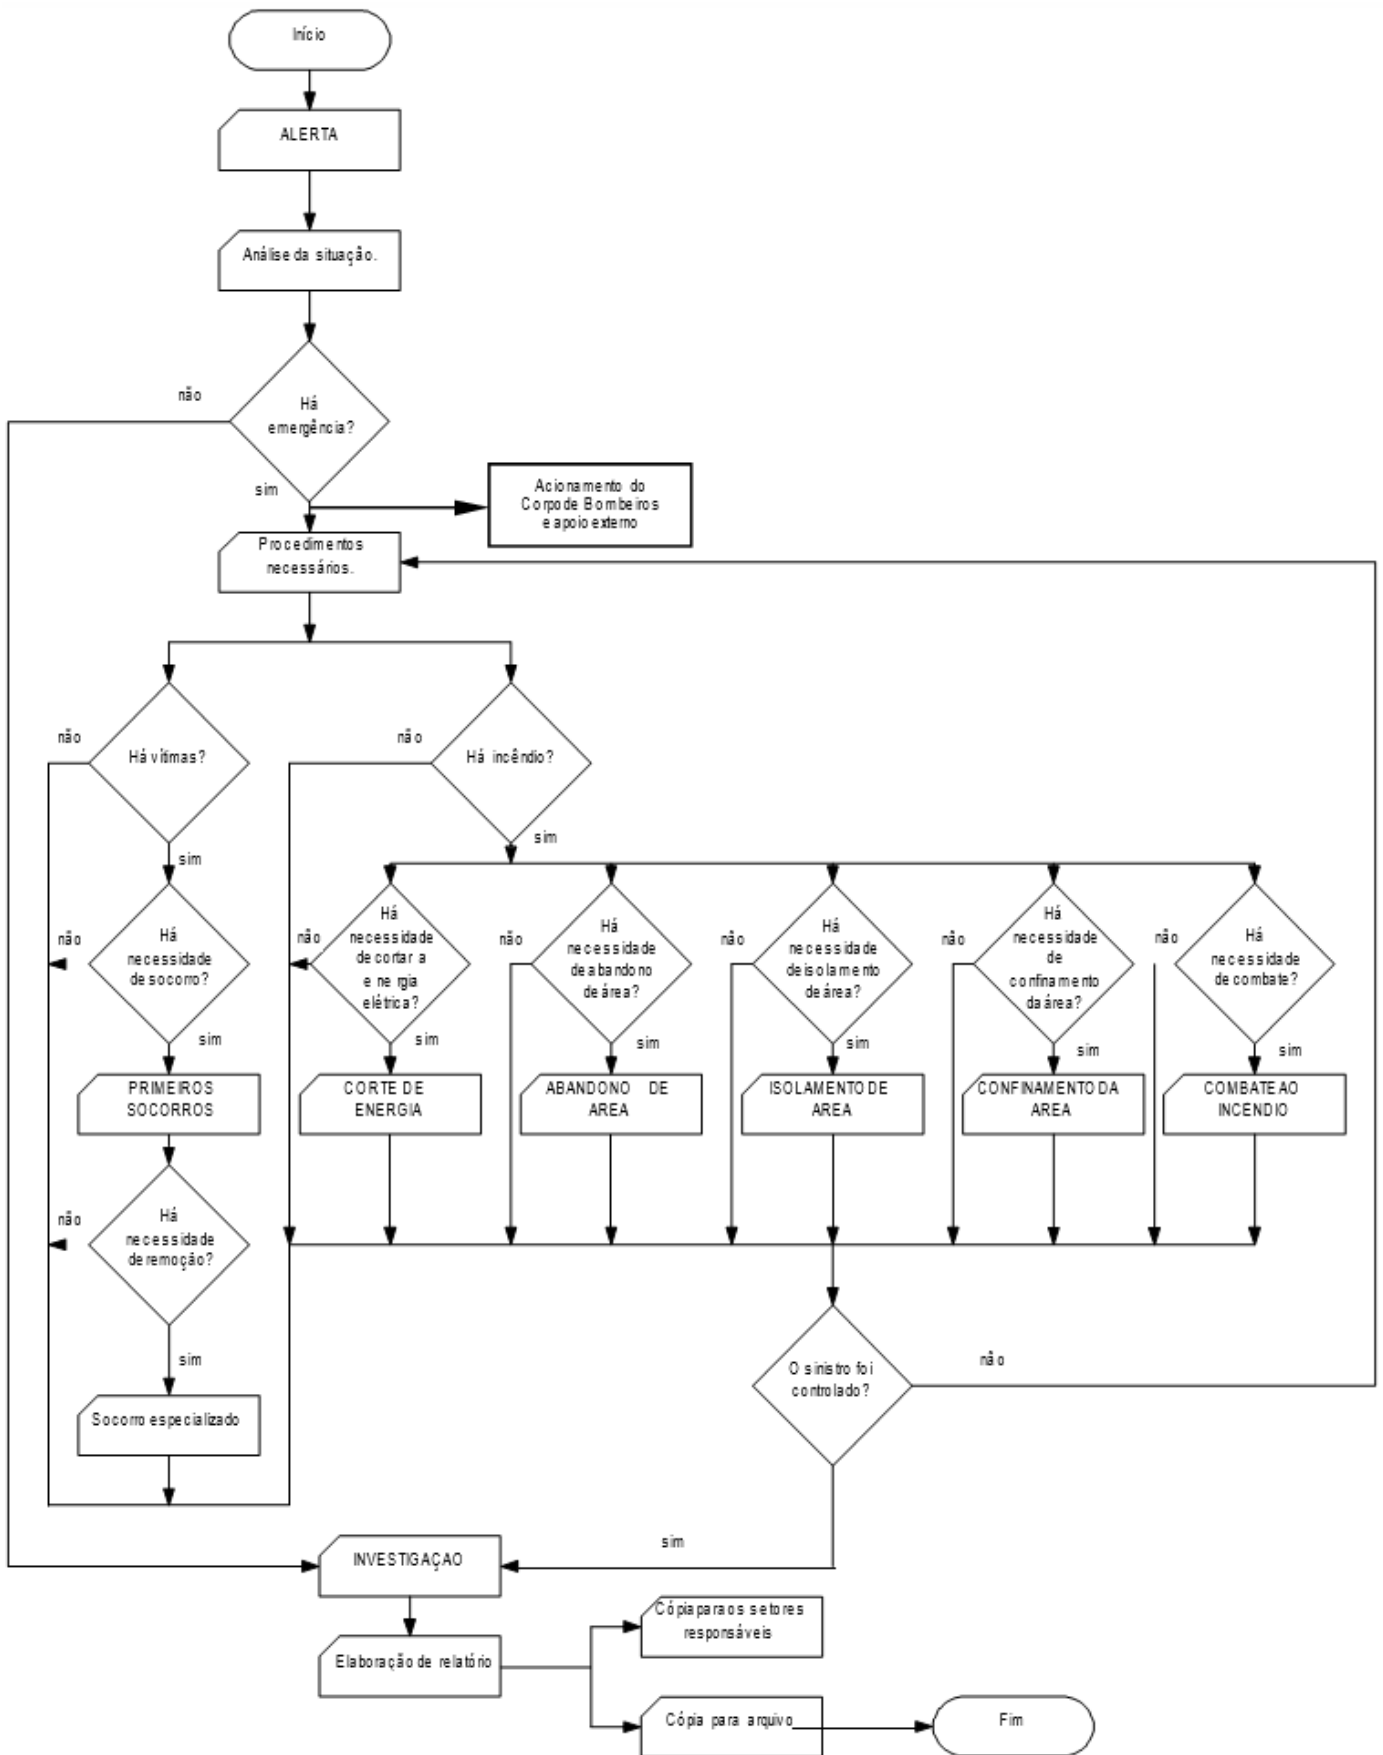 Início
ALERTA
Análise da situação.
não
Há
emergência?
sim
Acionamento do
Corpo de Bombeiros
e apoio externo
Procedimentos
necessários.
não
Há vítimas?
sim
não
Há incêndio?
sim
não
Há
necessidade
de socorro?
sim
não
Há
necessidade
de cortar a
energia
elétrica?
sim
não
Há
necessidade
de abandono
de área?
sim
não
Há
necessidade
de isolamento
de área?
sim
não
Há
necessidade
de
confinamento
da área?
sim
não
Há
necessidade
de combate?
sim
PRIMEIROS
SOCORROS
CORTE DE
ENERGIA
ABANDONO DE
AREA
ISOLAMENTO DE
AREA
CONFINAMENTO DA
AREA
COMBATE AO
INCENDIO
não
Há
necessidade
de remoção?
sim
Socorro especializado
O sinistro foi
controlado?
não
sim
INVESTIGAÇAO
Elaboração de relatório
Cópia para os setores
responsáveis
Cópia para arquivo
Fim